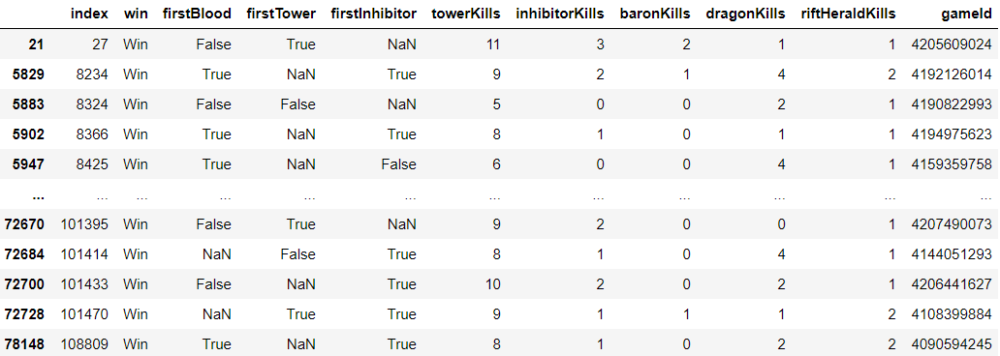 index win firstBlood firstTower firstInhibitor towerKills inhibitorKills baronKills dragonKills riftHeraldKills gameId
21 27 Win False True NaN 11 3 2 1 1 4205609024
5829 8234 Win True NaN True 9 2 1 4 2 4192126014
5883 8324 Win False False NaN 5 0 0 2 1 4190822993
5902 8366 Win True NaN True 8 1 0 1 1 4194975623
5947 8425 Win True NaN False 6 0 0 4 1 4159359758
... ... ... ... ... ... ... ... ... ... ... ...
72670 101395 Win False True NaN 9 2 0 0 1 4207490073
72684 101414 Win NaN False True 8 1 0 4 1 4144051293
72700 101433 Win False NaN True 10 2 0 2 1 4206441627
72728 101470 Win NaN True True 9 1 1 1 2 4108399884
78148 108809 Win True NaN True 8 1 0 2 2 4090594245